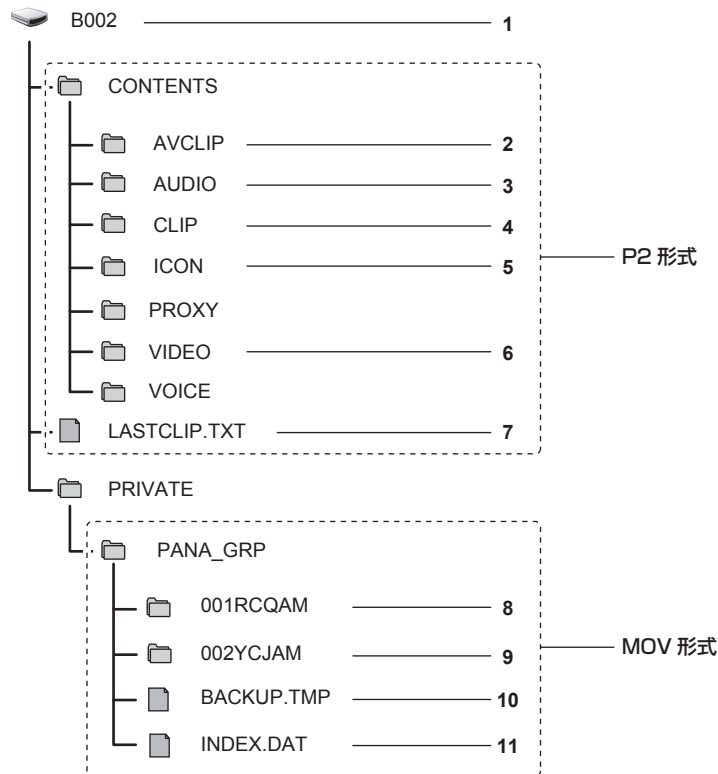 B002 1
CONTENTS
AVCLIP 2
AUDIO 3
CLIP 4
ICON 5
P2 形式
PROXY
VIDEO 6
VOICE
LASTCLIP.TXT 7
PRIVATE
PANA_GRP
001RCQAM 8
002YCJAM 9
MOV 形式
BACKUP.TMP 10
INDEX.DAT 11